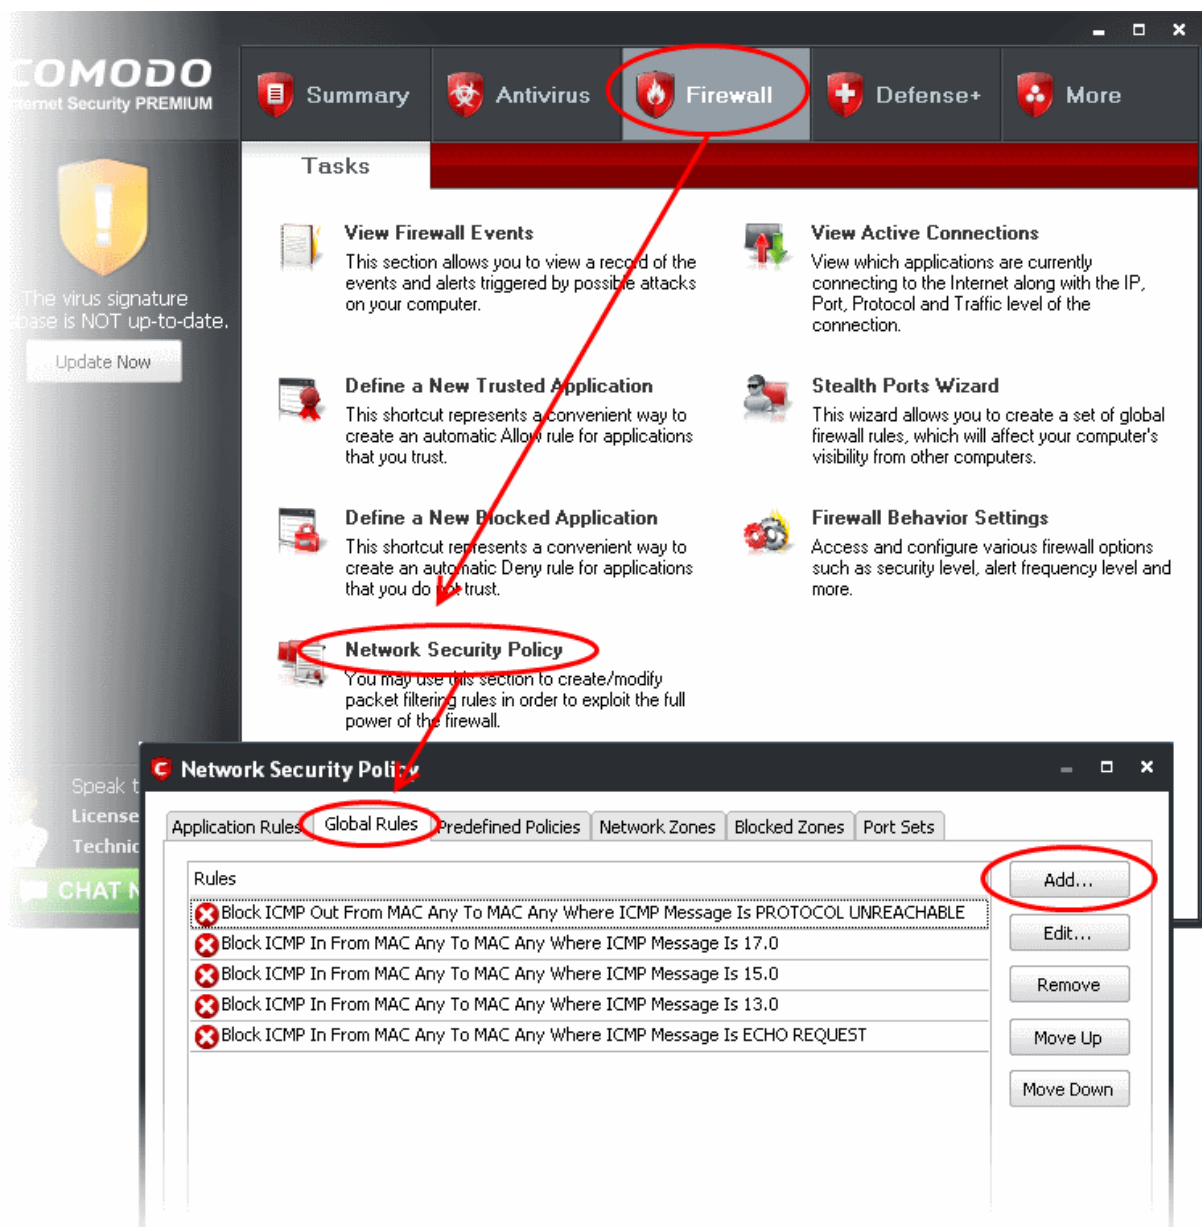 COMODO
Internet Security PREMIUM
Summary
Antivirus
Firewall
Defense+
More
Tasks
The virus signature
base is NOT up-to-date.
Update Now
View Firewall Events
This section allows you to view a record of the
events and alerts triggered by possible attacks
on your computer.
View Active Connections
View which applications are currently
connecting to the Internet along with the IP,
Port, Protocol and Traffic level of the
connection.
Define a New Trusted Application
This shortcut represents a convenient way to
create an automatic Allow rule for applications
that you trust.
Stealth Ports Wizard
This wizard allows you to create a set of global
firewall rules, which will affect your computer's
visibility from other computers.
Define a New Blocked Application
This shortcut represents a convenient way to
create an automatic Deny rule for applications
that you do not trust.
Firewall Behavior Settings
Access and configure various firewall options
such as security level, alert frequency level and
more.
Network Security Policy
You may use this section to create/modify
packet filtering rules in order to exploit the full
power of the firewall.
Speak t
License
Technic
CHAT N
Network Security Policy
Application Rules
Global Rules
Predefined Policies
Network Zones
Blocked Zones
Port Sets
Rules
Block ICMP Out From MAC Any To MAC Any Where ICMP Message Is PROTOCOL UNREACHABLE
Block ICMP In From MAC Any To MAC Any Where ICMP Message Is 17.0
Block ICMP In From MAC Any To MAC Any Where ICMP Message Is 15.0
Block ICMP In From MAC Any To MAC Any Where ICMP Message Is 13.0
Block ICMP In From MAC Any To MAC Any Where ICMP Message Is ECHO REQUEST
Add...
Edit...
Remove
Move Up
Move Down